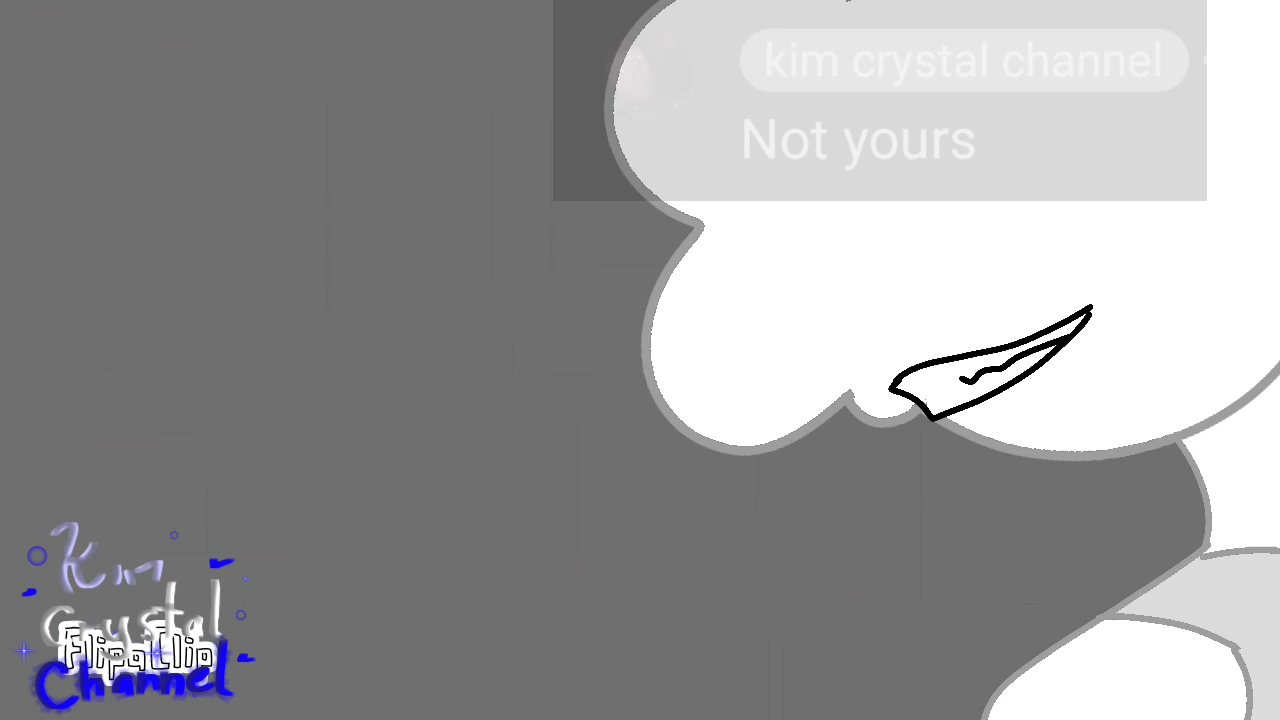 kim crystal channel
Not yours
Kim
Crystal
FlipaClip
Channel